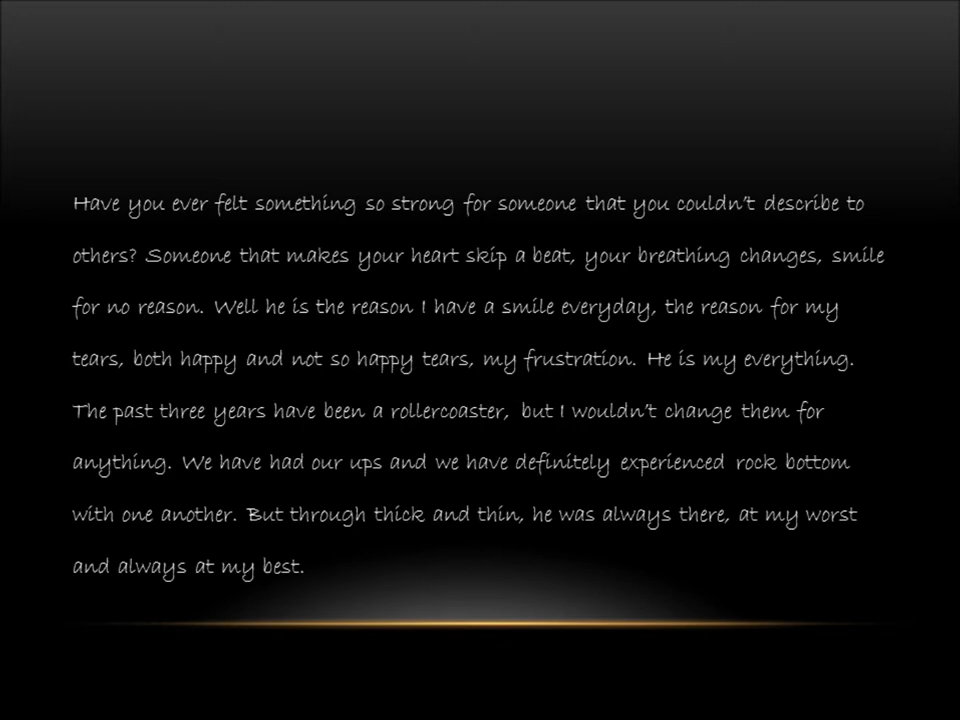 Have you ever felt something so strong for someone that you couldn't describe to
others? Someone that makes your heart skip a beat, your breathing changes, smile
for no reason. Well he is the reason I have a smile everyday, the reason for my
tears, both happy and not so happy tears, my frustration. He is my everything.
The past three years have been a rollercoaster, but I wouldn't change them for
anything. We have had our ups and we have definitely experienced rock bottom
with one another. But through thick and thin, he was always there, at my worst
and always at my best.